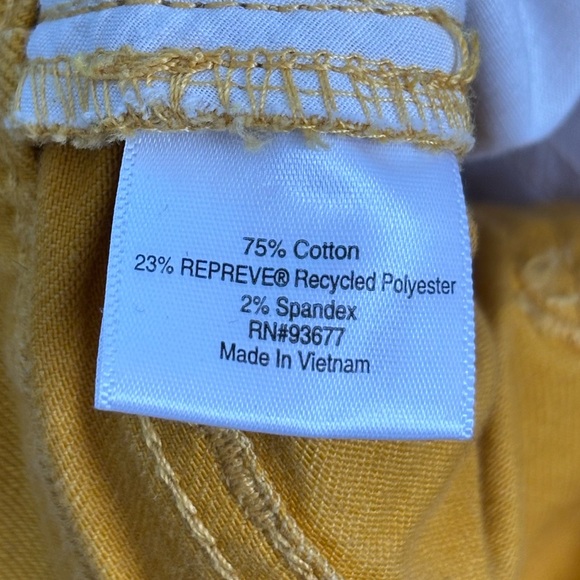 75% Cotton
23% REPREVE® Recycled Polyester
2% Spandex
RN#93677
Made In Vietnam